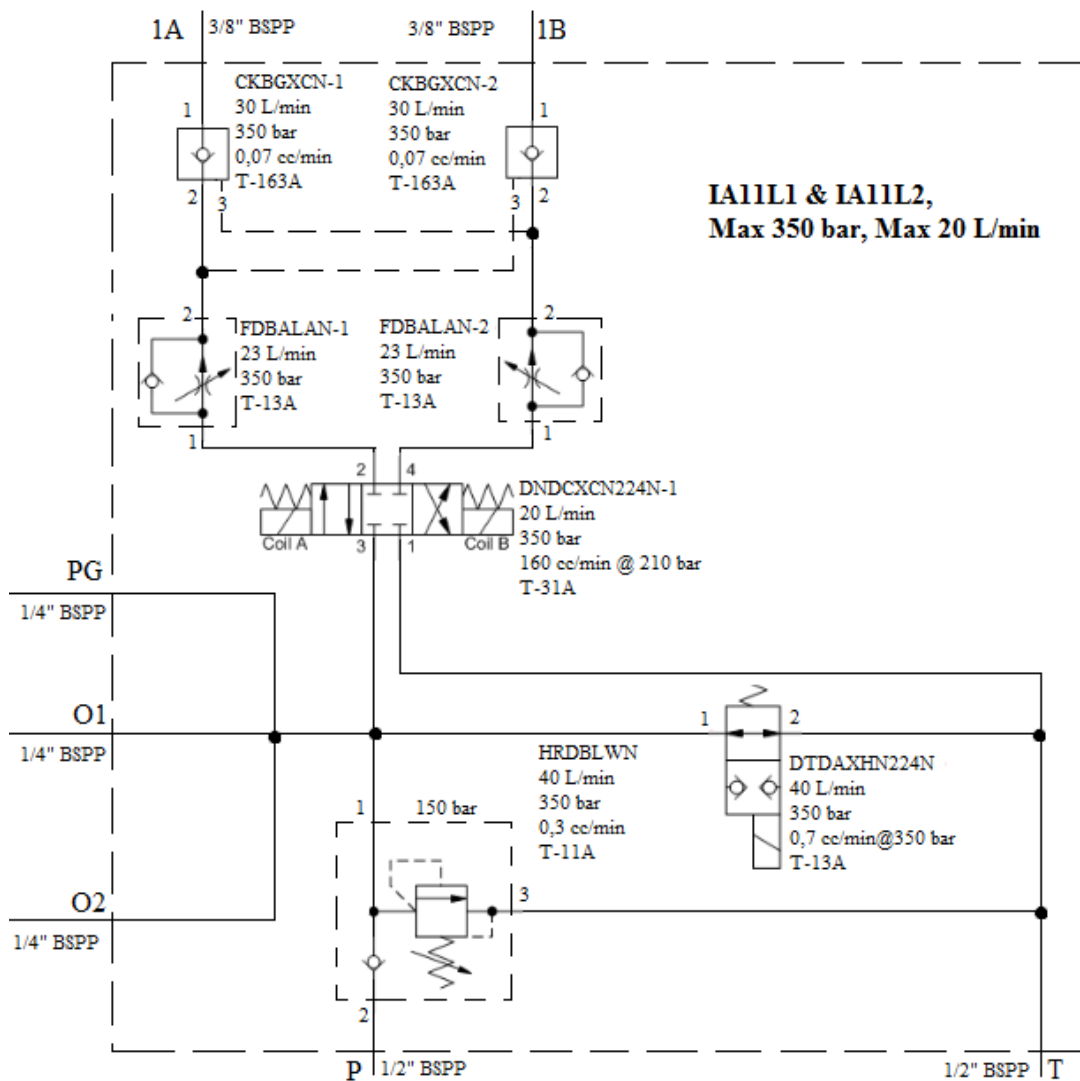 1A
3/8" BSPP
3/8" BSPP
1B
CKBGXCN-1
30 L/min
350 bar
0,07 cc/min
T-163A
CKBGXCN-2
30 L/min
350 bar
0,07 cc/min
T-163A
1
2
3
1
2
3
IA11L1 & IA11L2,
Max 350 bar, Max 20 L/min
2
FDBALAN-1
23 L/min
350 bar
T-13A
1
2
FDBALAN-2
23 L/min
350 bar
T-13A
1
2
4
Coil A
3
1
Coil B
DNDCXCN224N-1
20 L/min
350 bar
160 cc/min @ 210 bar
T-31A
PG
1/4" BSPP
O1
1/4" BSPP
1
2
HRDBLWN
40 L/min
350 bar
0,3 cc/min
T-11A
DTDAXHN224N
40 L/min
350 bar
0,7 cc/min@350 bar
T-13A
1
150 bar
3
2
O2
1/4" BSPP
P
1/2" BSPP
1/2" BSPP
T